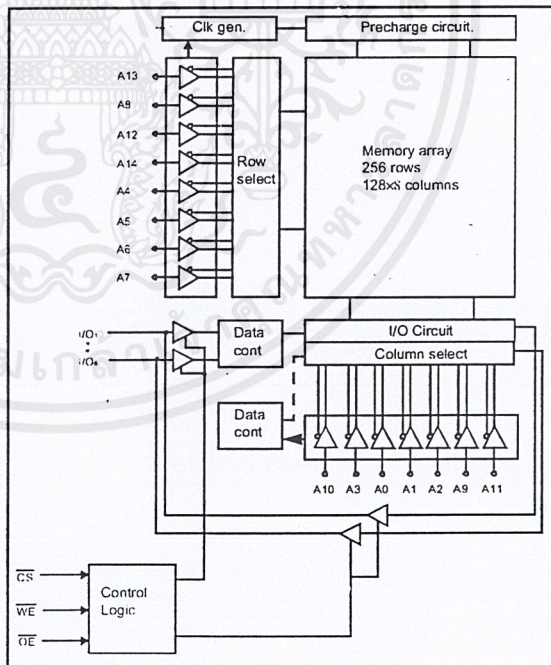 Clk gen.
Precharge circuit.
A13
A8
A12
A14
A4
A5
A6
A7
Row
select
Memory array
256 rows
128×8 columns
I/O
I/O
Data
cont
I/O Circuit
Column select
Data
cont
A10 A3 A0 A1 A2 A9 A11
CS
WE
OE
Control
Logic